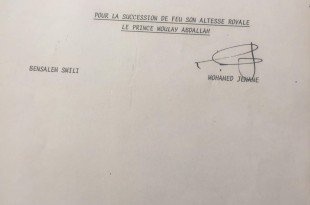 POUR LA SUCCESSION DE FEU SON ALTESSE ROYALE
LE PRINCE MOULAY ABDALLAH
BENSALEM SMILI
MOHAMED JENANE